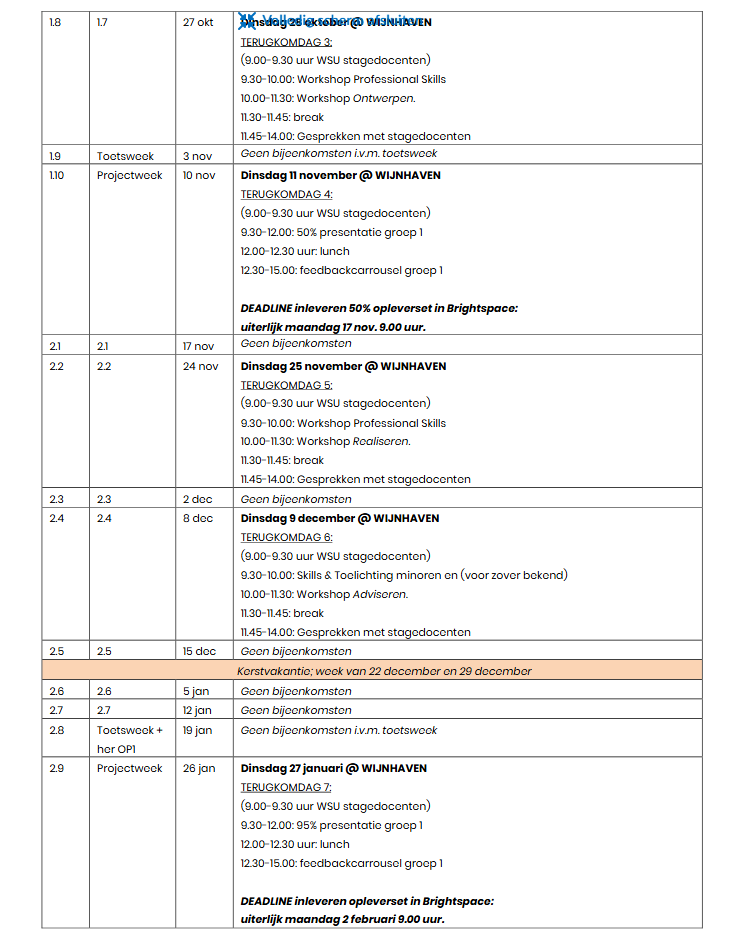 1.8 1.7 27 okt Dinsdag 28 oktober @ WIJNHAVEN
Volledig scherm afsluiten
TERUGKOMDAG 3:
(9.00-9.30 uur WSU stagedocenten)
9.30-10.00: Workshop Professional Skills
10.00-11.30: Workshop Ontwerpen.
11.30-11.45: break
11.45-14.00: Gesprekken met stagedocenten
1.9 Toetsweek 3 nov Geen bijeenkomsten i.v.m. toetsweek
1.10 Projectweek 10 nov Dinsdag 11 november @ WIJNHAVEN
TERUGKOMDAG 4:
(9.00-9.30 uur WSU stagedocenten)
9.30-12.00: 50% presentatie groep 1
12.00-12.30 uur: lunch
12.30-15.00: feedbackcarrousel groep 1
DEADLINE inleveren 50% opleverset in Brightspace:
uiterlijk maandag 17 nov. 9.00 uur.
2.1 2.1 17 nov Geen bijeenkomsten
2.2 2.2 24 nov Dinsdag 25 november @ WIJNHAVEN
TERUGKOMDAG 5:
(9.00-9.30 uur WSU stagedocenten)
9.30-10.00: Workshop Professional Skills
10.00-11.30: Workshop Realiseren.
11.30-11.45: break
11.45-14.00: Gesprekken met stagedocenten
2.3 2.3 2 dec Geen bijeenkomsten
2.4 2.4 8 dec Dinsdag 9 december @ WIJNHAVEN
TERUGKOMDAG 6:
(9.00-9.30 uur WSU stagedocenten)
9.30-10.00: Skills & Toelichting minoren en (voor zover bekend)
10.00-11.30: Workshop Adviseren.
11.30-11.45: break
11.45-14.00: Gesprekken met stagedocenten
2.5 2.5 15 dec Geen bijeenkomsten
Kerstvakantie; week van 22 december en 29 december
2.6 2.6 5 jan Geen bijeenkomsten
2.7 2.7 12 jan Geen bijeenkomsten
2.8 Toetsweek + 19 jan Geen bijeenkomsten i.v.m. toetsweek
her OP1
2.9 Projectweek 26 jan Dinsdag 27 januari @ WIJNHAVEN
TERUGKOMDAG 7:
(9.00-9.30 uur WSU stagedocenten)
9.30-12.00: 95% presentatie groep 1
12.00-12.30 uur: lunch
12.30-15.00: feedbackcarrousel groep 1
DEADLINE inleveren opleverset in Brightspace:
uiterlijk maandag 2 februari 9.00 uur.